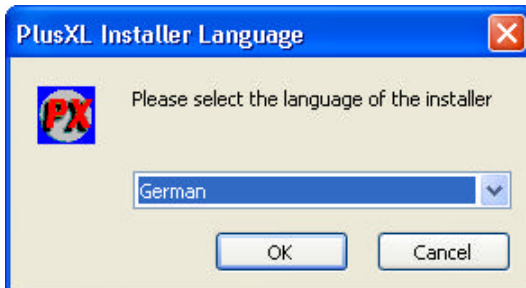 PlusXL Installer Language
Please select the language of the installer
PX
German
OK
Cancel